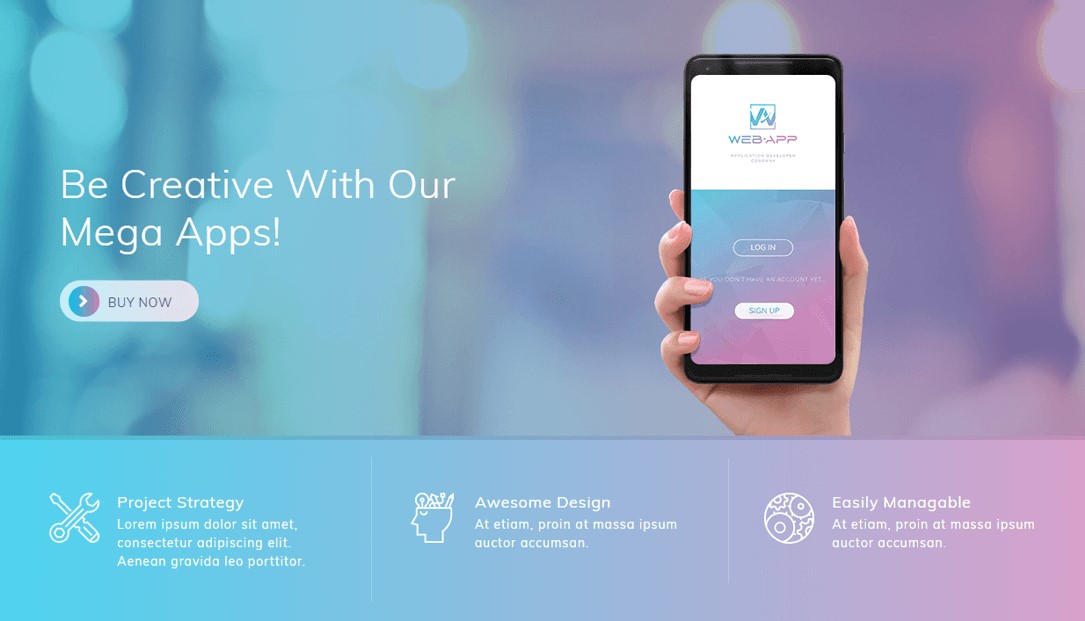 Be Creative With Our
Mega Apps!
BUY NOW
WEB·APP
APPLICATION DEVELOPER
COMPANY
LOG IN
YOU DON'T HAVE AN ACCOUNT YET...
SIGN UP
Project Strategy
Lorem ipsum dolor sit amet,
consectetur adipiscing elit.
Aenean gravida leo porttitor.
Awesome Design
At etiam, proin at massa ipsum
auctor accumsan.
Easily Managable
At etiam, proin at massa ipsum
auctor accumsan.